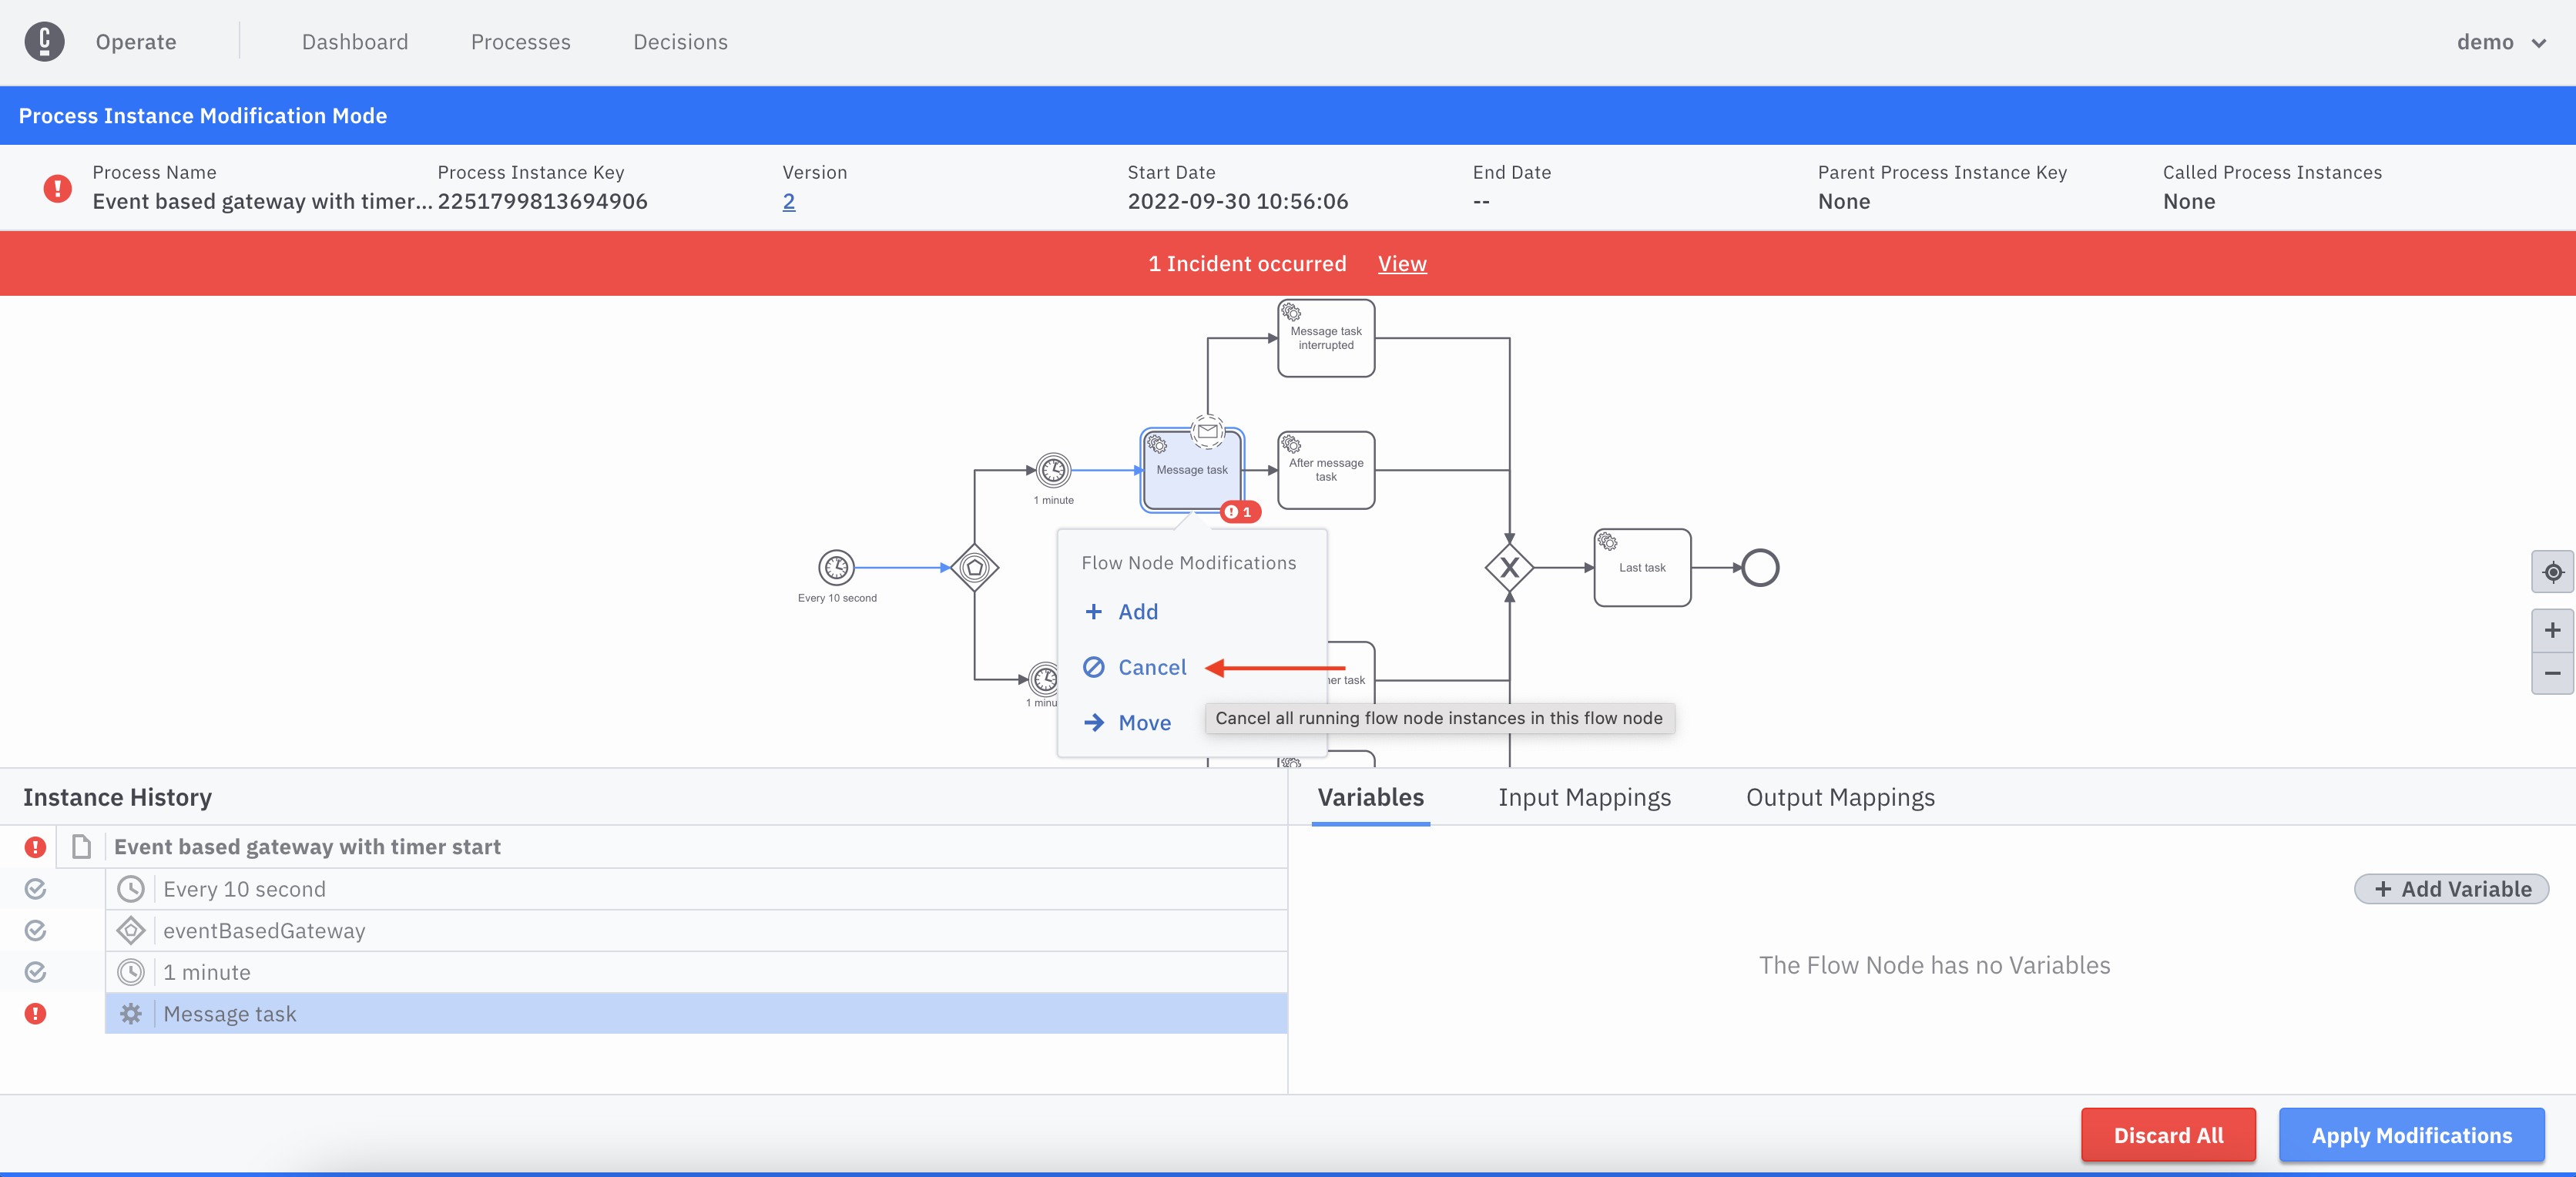 Operate
Dashboard
Processes
Decisions
demo
Process Instance Modification Mode
Process Name
Process Instance Key
Version
Start Date
End Date
Parent Process Instance Key
Called Process Instances
Event based gateway with timer...
2251799813694906
2
2022-09-30 10:56:06
--
None
None
1 Incident occurred
View
Message task
interrupted
Message task
After message
task
1 minute
1
Every 10 second
Last task
Flow Node Modifications
Add
Cancel
Move
1 minu
er task
Cancel all running flow node instances in this flow node
Instance History
Variables
Input Mappings
Output Mappings
Event based gateway with timer start
Every 10 second
eventBasedGateway
1 minute
Message task
+ Add Variable
The Flow Node has no Variables
Discard All
Apply Modifications